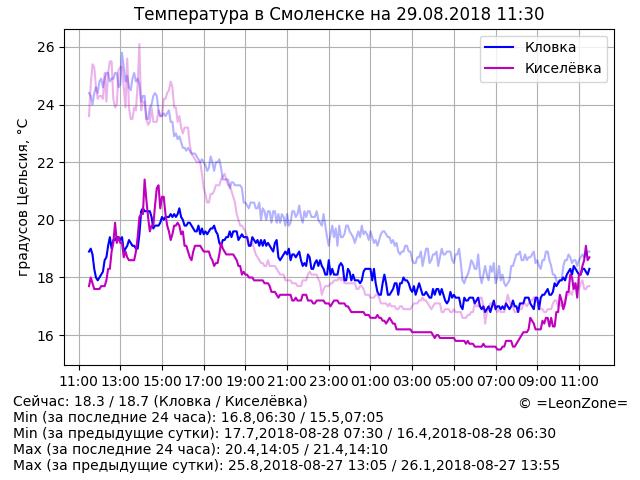 Температура в Смоленске на 29.08.2018 11:30
градусов Цельсия, °C
26
24
22
20
18
16
Кловка
Киселёвка
11:00 13:00 15:00 17:00 19:00 21:00 23:00 01:00 03:00 05:00 07:00 09:00 11:00
Сейчас: 18.3 / 18.7 (Кловка / Киселёвка)
© =LeonZone=
Min (за последние 24 часа): 16.8,06:30 / 15.5,07:05
Min (за предыдущие сутки): 17.7,2018-08-28 07:30 / 16.4,2018-08-28 06:30
Max (за последние 24 часа): 20.4,14:05 / 21.4,14:10
Max (за предыдущие сутки): 25.8,2018-08-27 13:05 / 26.1,2018-08-27 13:55